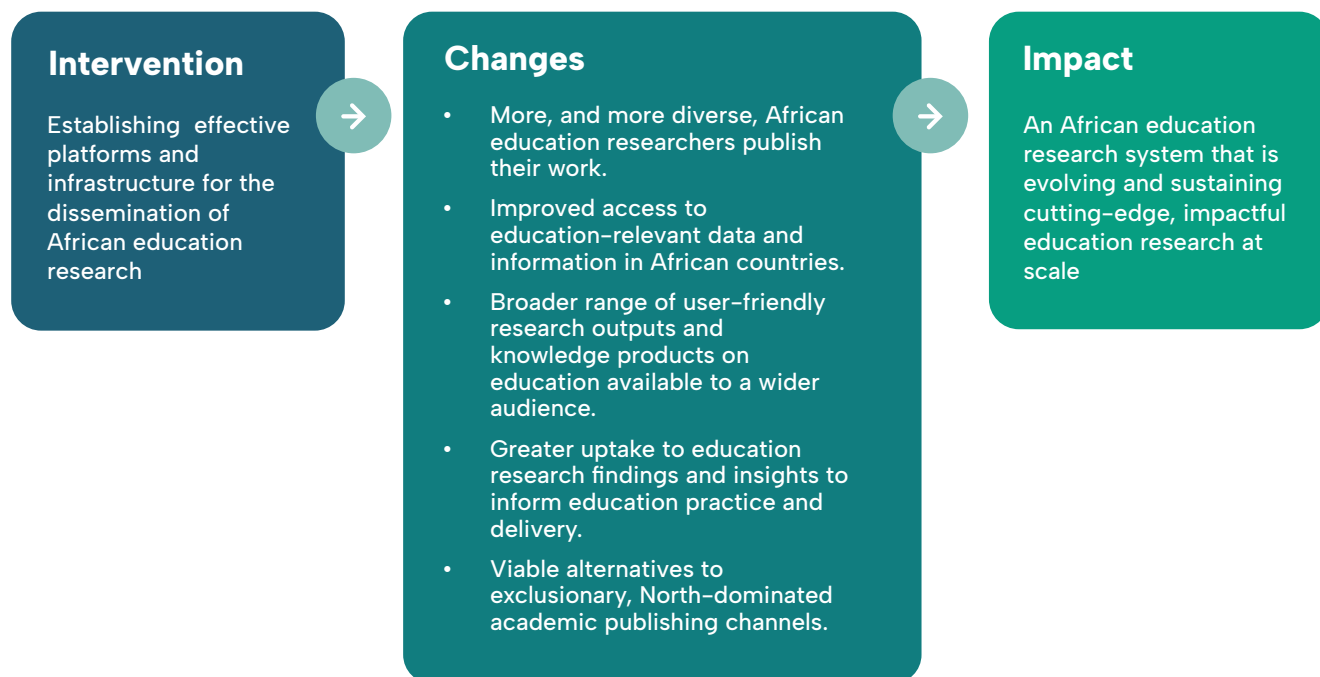 Intervention
Establishing effective
platforms and
infrastructure for the
dissemination of
African education
research
Changes
• More, and more diverse, African
education researchers publish
their work.
• Improved access to
education-relevant data and
information in African countries.
• Broader range of user-friendly
research outputs and
knowledge products on
education available to a wider
audience.
• Greater uptake to education
research findings and insights to
inform education practice and
delivery.
• Viable alternatives to
exclusionary, North-dominated
academic publishing channels.
Impact
An African education
research system that is
evolving and sustaining
cutting-edge, impactful
education research at
scale